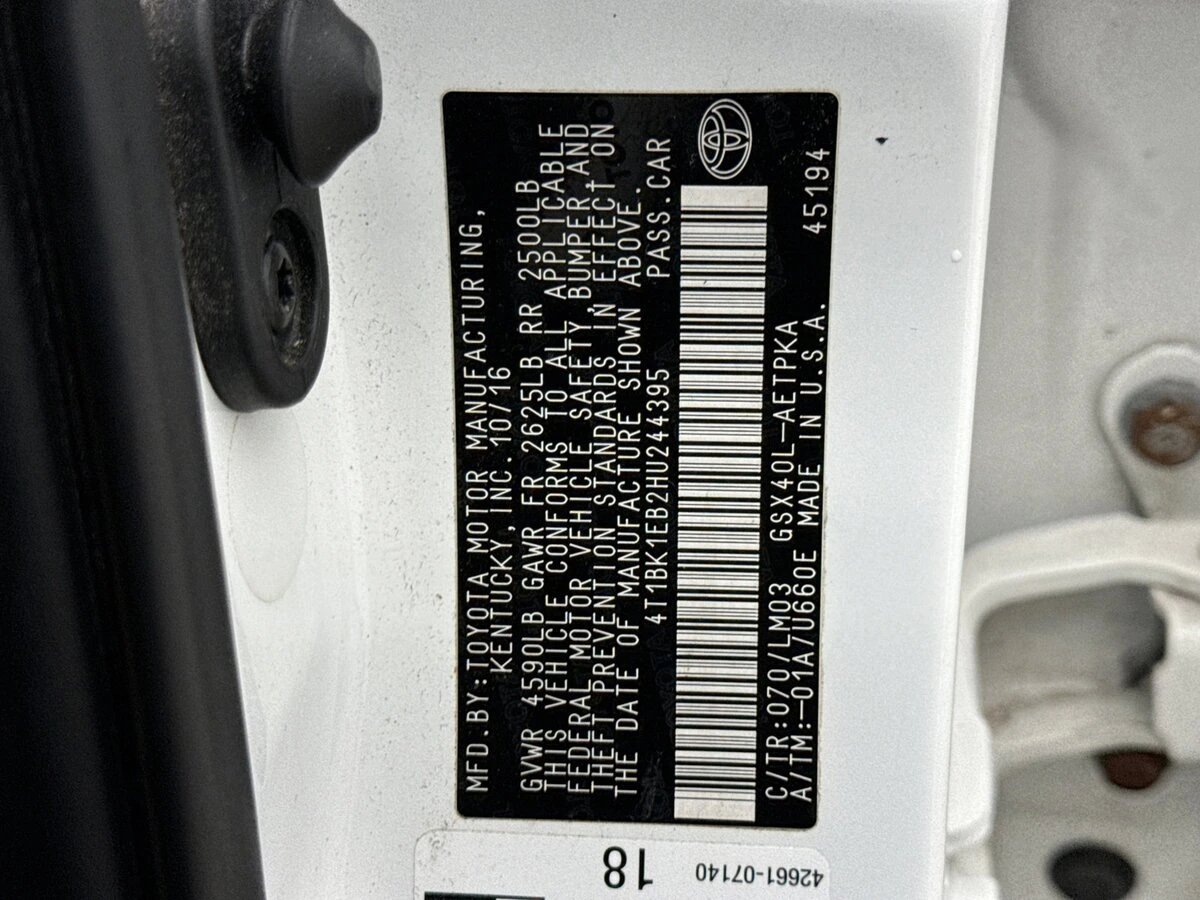 MFD.BY:TOYOTA MOTOR MANUFACTURING,
KENTUCKY,INC.10/16
GVWR 4590LB GAWR FR 2625LB RR 2500LB
THIS VEHICLE CONFORMS TO ALL APPLICABLE
FEDERAL MOTOR VEHICLE SAFETY,BUMPER,AND
THEFT PREVENTION STANDARDS IN EFFECT ON
THE DATE OF MANUFACTURE SHOWN ABOVE.
4T1BK1EB2HU244395 PASS.CAR
C/TR:070/LM03 GSX40L-AETPKA
A/TM:-01A/U660E MADE IN U.S.A. 45194
18
42661-07140